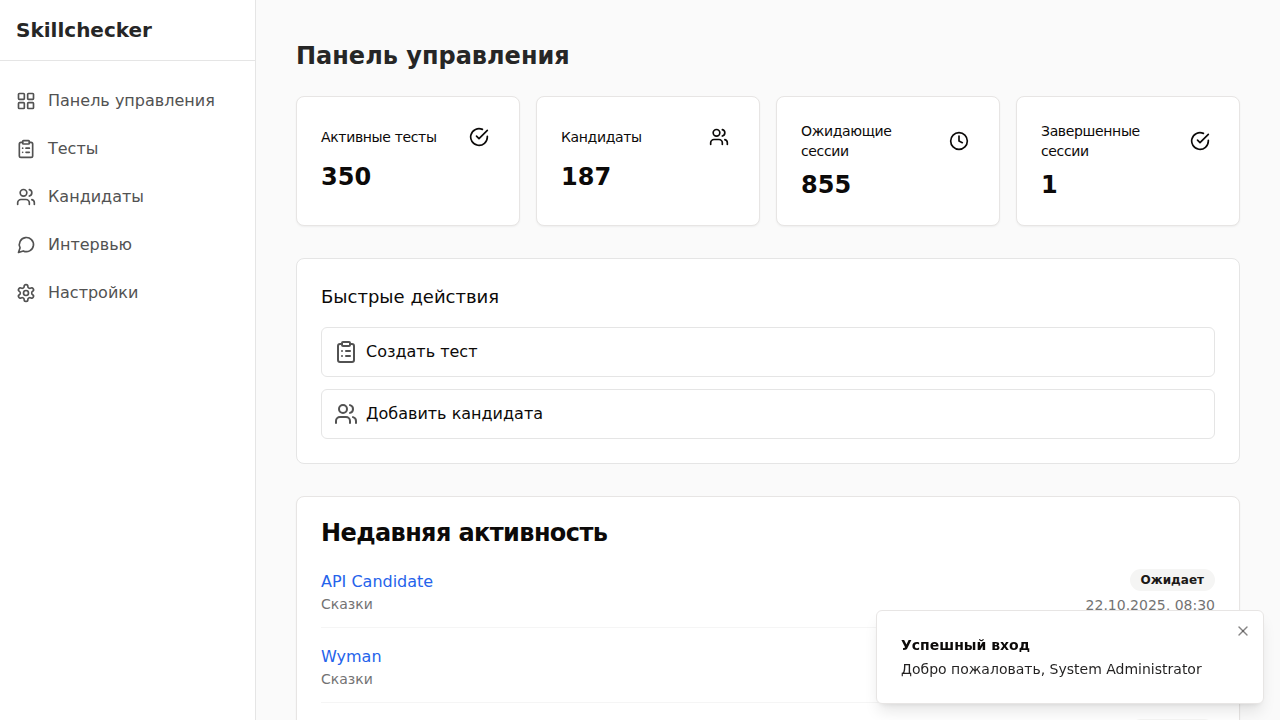 Skillchecker
Панель управления
Тесты
Кандидаты
Интервью
Настройки
Панель управления
Активные тесты
350
Кандидаты
187
Ожидающие
сессии
855
Завершенные
сессии
1
Быстрые действия
Создать тест
Добавить кандидата
Недавняя активность
API Candidate
Сказки
Ожидает
22.10.2025, 08:30
Wyman
Сказки
Успешный вход
Добро пожаловать, System Administrator